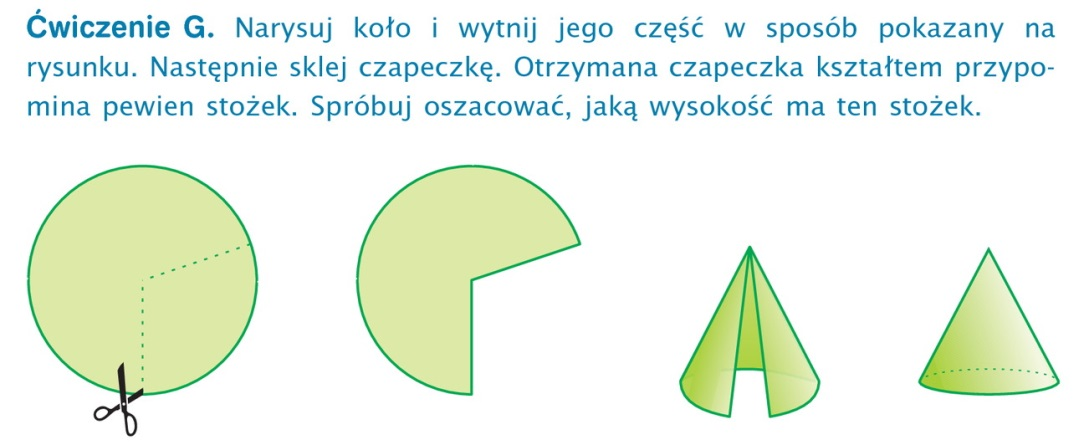 Ćwiczenie G. Narysuj koło i wytnij jego część w sposób pokazany na
rysunku. Następnie sklej czapeczkę. Otrzymana czapeczka kształtem przypo-
mina pewien stożek. Spróbuj oszacować, jaką wysokość ma ten stożek.